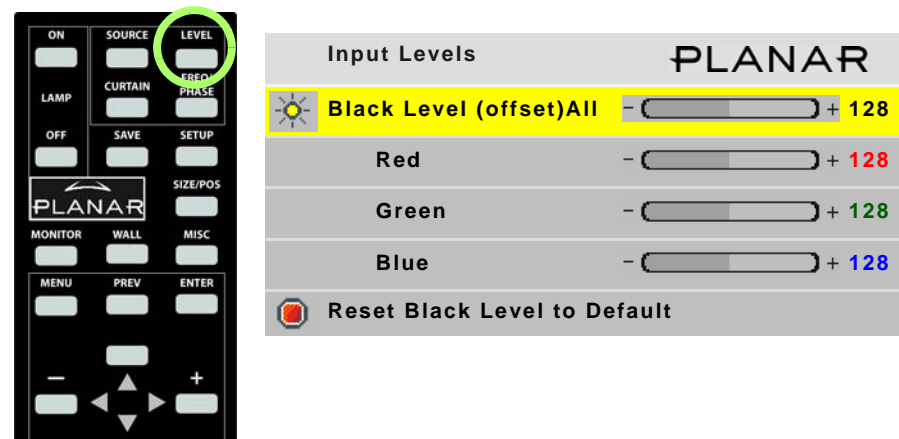 ON SOURCE LEVEL
LAMP CURTAIN FREQ/
PHASE
OFF SAVE SETUP
PLANAR SIZE/POS
MONITOR WALL MISC
MENU PREV ENTER
– +
Input Levels PLANAR
Black Level (offset)All - + 128
Red - + 128
Green - + 128
Blue - + 128
Reset Black Level to Default